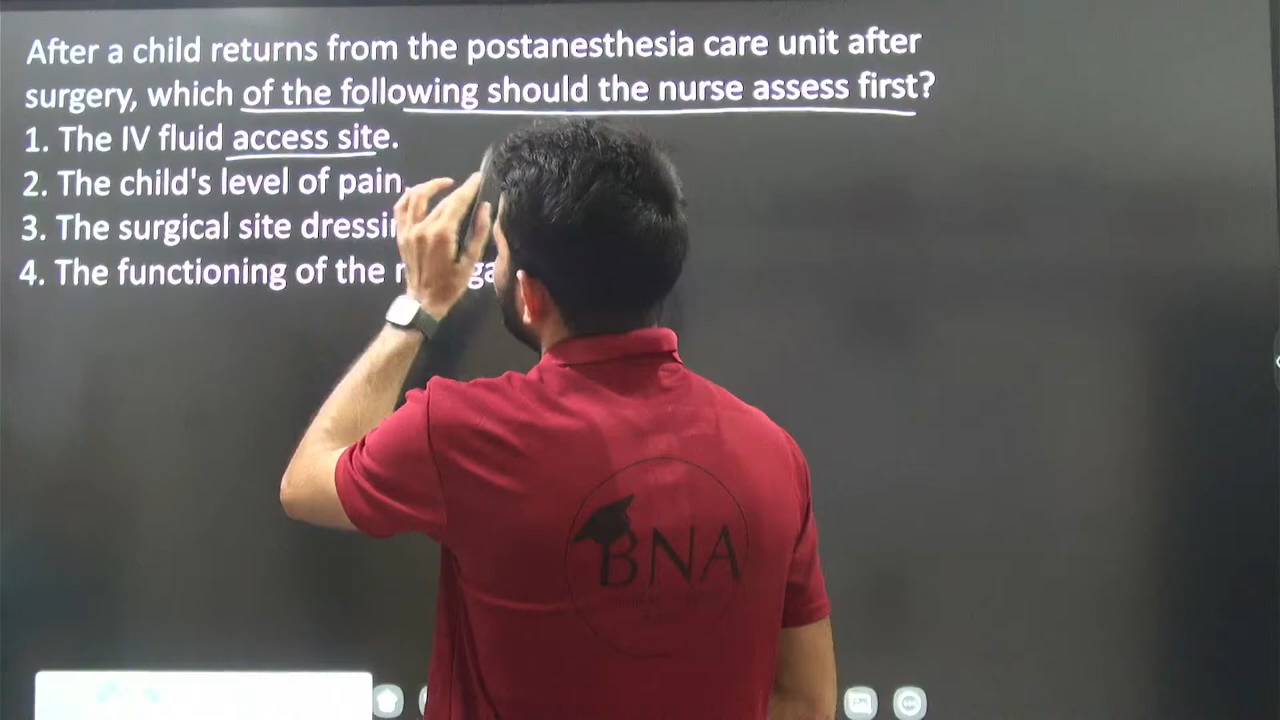 After a child returns from the postanesthesia care unit after
surgery, which of the following should the nurse assess first?
1. The IV fluid access site.
2. The child's level of pain.
3. The surgical site
4. The functioning of the
BNA